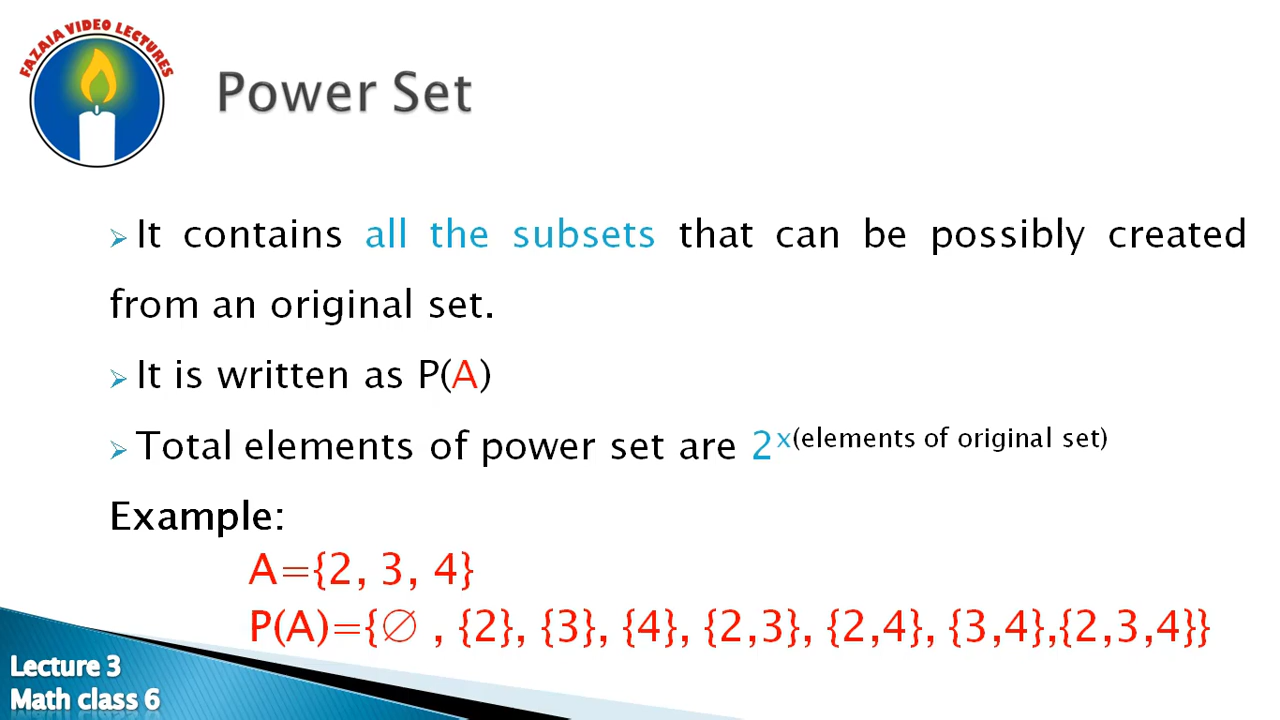 FAZAIA VIDEO LECTURES
Power Set
➢ It contains all the subsets that can be possibly created
from an original set.
➢ It is written as P(A)
➢ Total elements of power set are 2^x(elements of original set)
Example:
A={2, 3, 4}
P(A)={∅ , {2}, {3}, {4}, {2,3}, {2,4}, {3,4},{2,3,4}}
Lecture 3
Math class 6